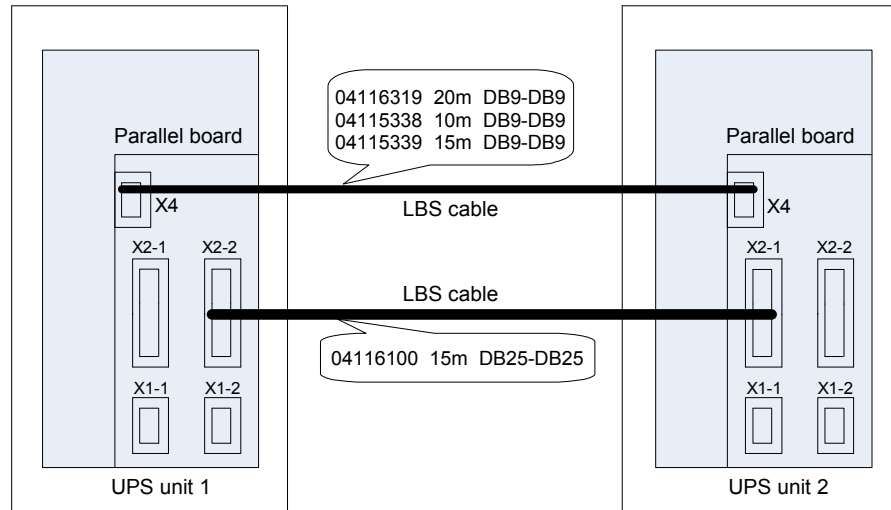 04116319 20m DB9-DB9
04115338 10m DB9-DB9
04115339 15m DB9-DB9
Parallel board
Parallel board
X4
LBS cable
X4
X2-1
X2-2
X2-1
X2-2
LBS cable
04116100 15m DB25-DB25
X1-1
X1-2
X1-1
X1-2
UPS unit 1
UPS unit 2